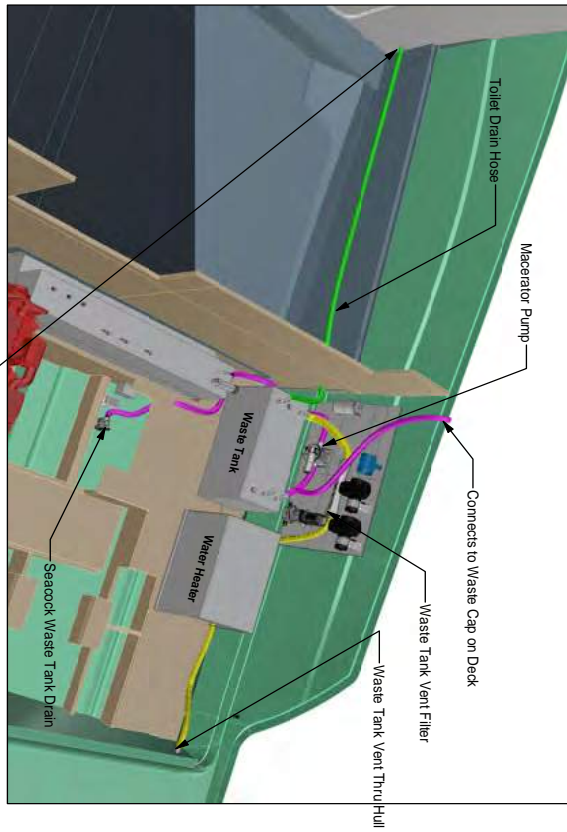 Toilet Drain Hose
Macerator Pump
Connects to Waste Cap on Deck
Waste Tank Vent Filter
Waste Tank Vent Thru Hull
Waste Tank
Water Heater
Seacock Waste Tank Drain